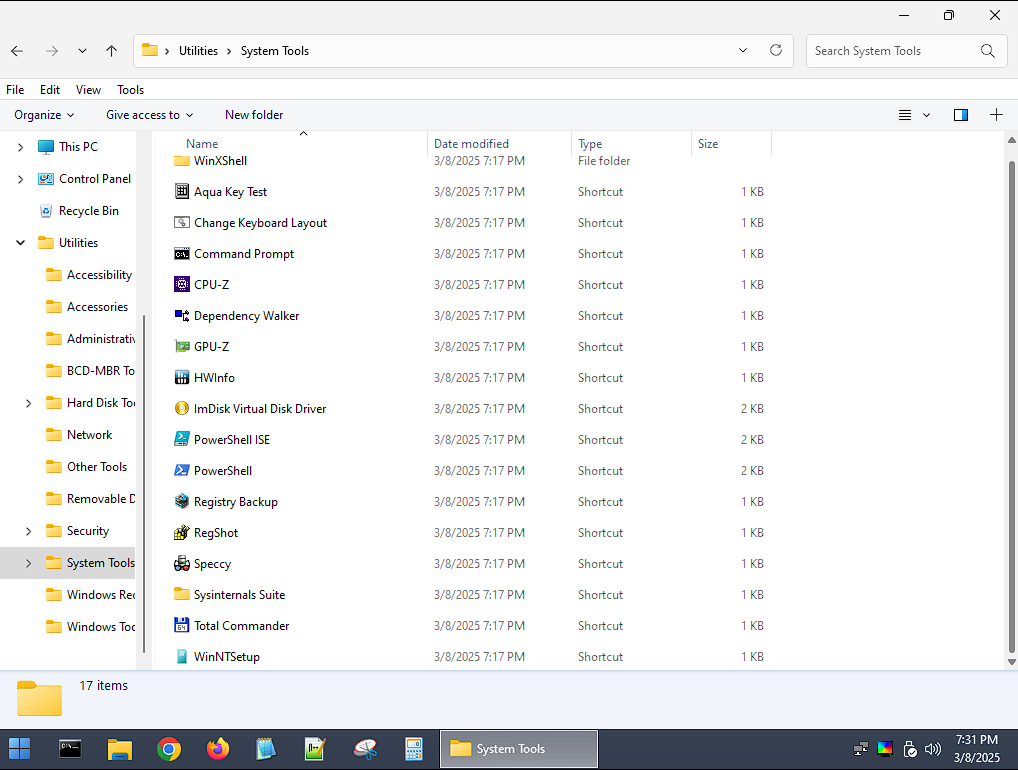 Utilities > System Tools
Search System Tools
File Edit View Tools
Organize Give access to New folder
Name Date modified Type Size
This PC
Control Panel
Recycle Bin
Utilities
Accessibility
Accessories
Administrativ
BCD-MBR To
Hard Disk Too
Network
Other Tools
Removable D
Security
System Tools
Windows Rec
Windows Too
WinXShell 3/8/2025 7:17 PM File folder
Aqua Key Test 3/8/2025 7:17 PM Shortcut 1 KB
Change Keyboard Layout 3/8/2025 7:17 PM Shortcut 1 KB
Command Prompt 3/8/2025 7:17 PM Shortcut 1 KB
CPU-Z 3/8/2025 7:17 PM Shortcut 1 KB
Dependency Walker 3/8/2025 7:17 PM Shortcut 1 KB
GPU-Z 3/8/2025 7:17 PM Shortcut 1 KB
HWInfo 3/8/2025 7:17 PM Shortcut 1 KB
ImDisk Virtual Disk Driver 3/8/2025 7:17 PM Shortcut 2 KB
PowerShell ISE 3/8/2025 7:17 PM Shortcut 2 KB
PowerShell 3/8/2025 7:17 PM Shortcut 2 KB
Registry Backup 3/8/2025 7:17 PM Shortcut 1 KB
RegShot 3/8/2025 7:17 PM Shortcut 1 KB
Speccy 3/8/2025 7:17 PM Shortcut 1 KB
Sysinternals Suite 3/8/2025 7:17 PM Shortcut 1 KB
Total Commander 3/8/2025 7:17 PM Shortcut 1 KB
WinNTSetup 3/8/2025 7:17 PM Shortcut 1 KB
17 items
System Tools
7:31 PM
3/8/2025